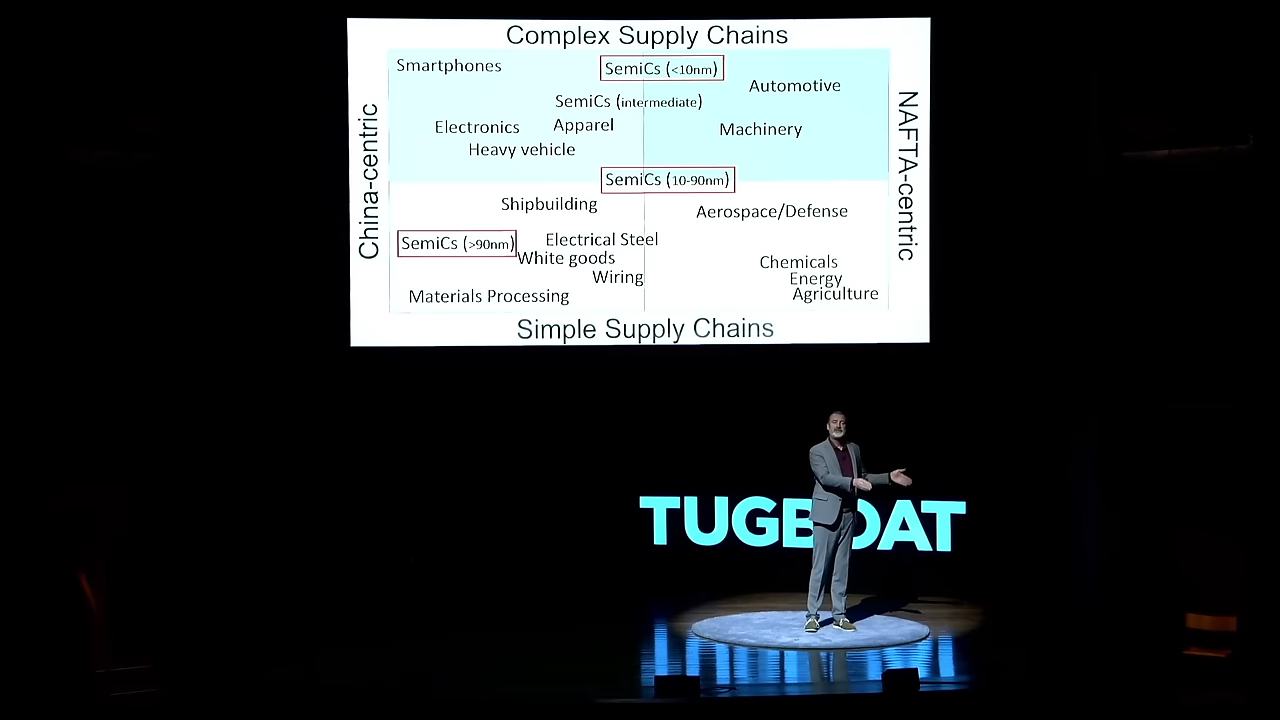 Complex Supply Chains
Smartphones
SemiCs (<10nm)
Automotive
SemiCs (intermediate)
Electronics
Apparel
Machinery
Heavy vehicle
SemiCs (10-90nm)
Shipbuilding
Aerospace/Defense
SemiCs (>90nm)
Electrical Steel
White goods
Chemicals
Wiring
Energy
Materials Processing
Agriculture
Simple Supply Chains
China-centric
NAFTA-centric
TUGBOAT